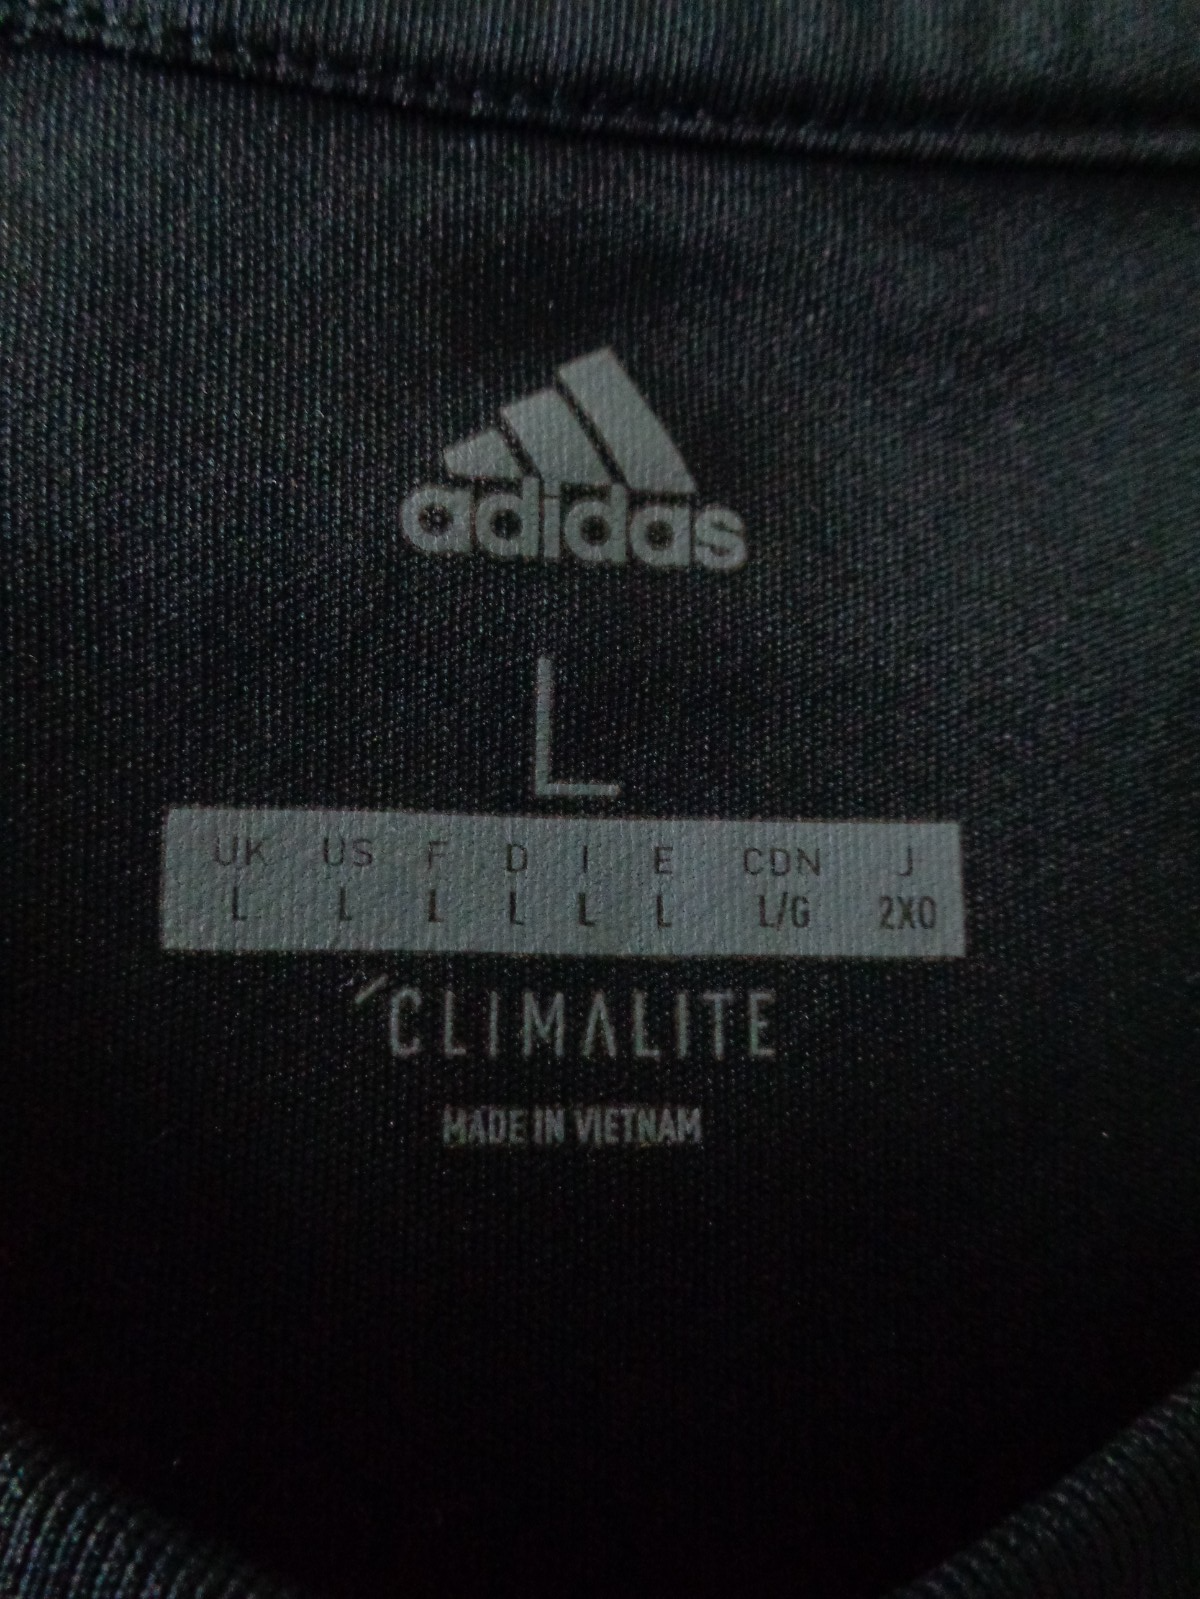 adidas
L
UK US F D I E CDN J
L L L L L L L/G 2XO
CLIMALITE
MADE IN VIETNAM